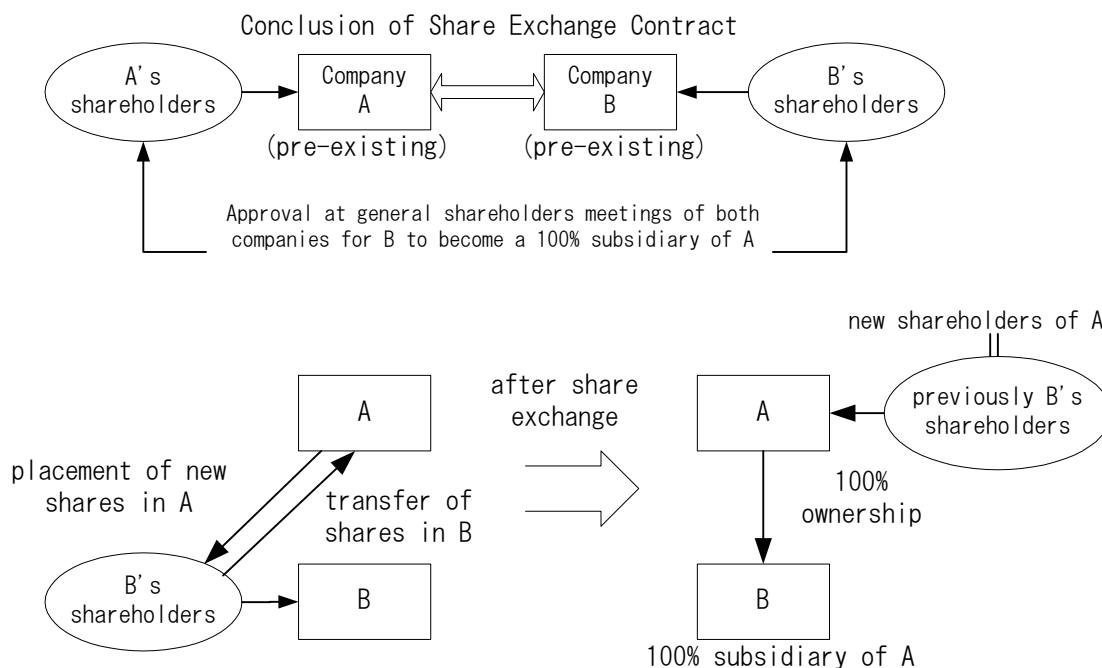 Conclusion of Share Exchange Contract
A's
shareholders
Company
A
Company
B
B's
shareholders
(pre-existing)
(pre-existing)
Approval at general shareholders meetings of both
companies for B to become a 100% subsidiary of A
A
placement of new
shares in A
transfer of
shares in B
B's
shareholders
B
after share
exchange
new shareholders of A
A
previously B's
shareholders
100%
ownership
B
100% subsidiary of A